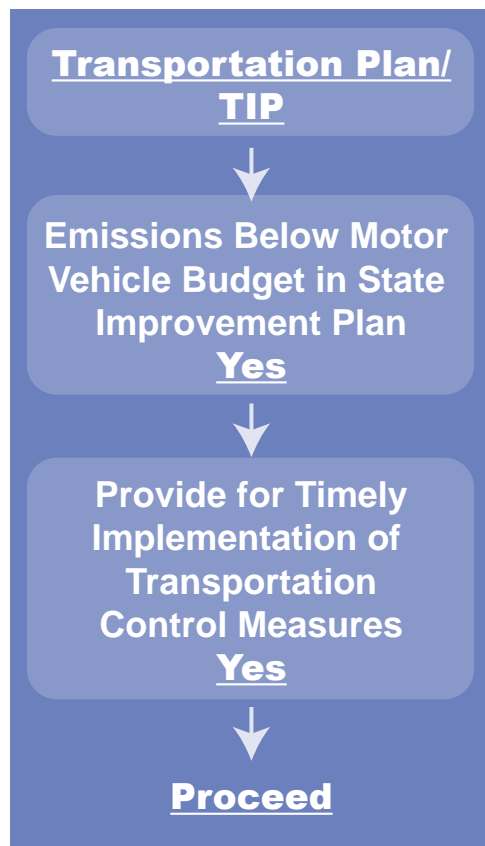 Transportation Plan/
TIP
Emissions Below Motor
Vehicle Budget in State
Improvement Plan
Yes
Provide for Timely
Implementation of
Transportation
Control Measures
Yes
Proceed